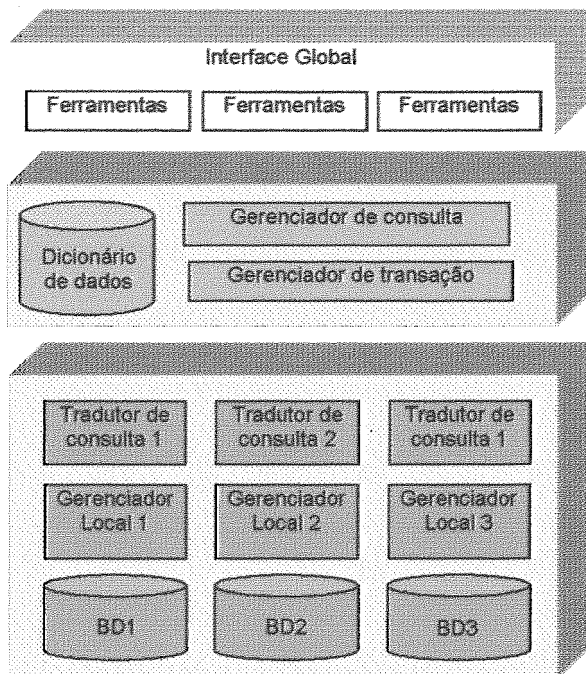 Interface Global
Ferramentas Ferramentas Ferramentas
Gerenciador de consulta
Dicionário
de dados
Gerenciador de transação
Tradutor de
consulta 1
Tradutor de
consulta 2
Tradutor de
consulta 1
Gerenciador
Local 1
Gerenciador
Local 2
Gerenciador
Local 3
BD1 BD2 BD3